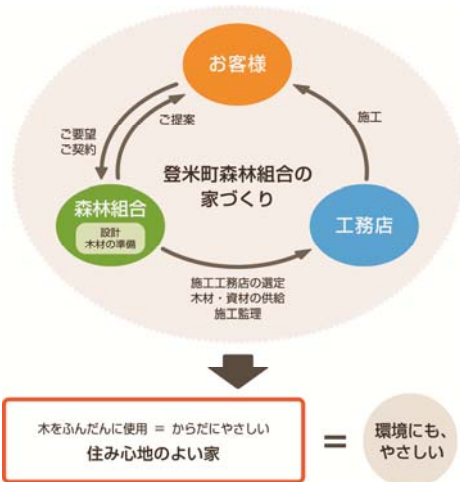 お客様
ご要望
ご契約
ご提案
施工
登米町森林組合の
家づくり
森林組合
設計
木材の準備
工務店
施工工務店の選定
木材・資材の供給
施工監理
木をふんだんに使用 = からだにやさしい
住み心地のよい家
=
環境にも、
やさしい